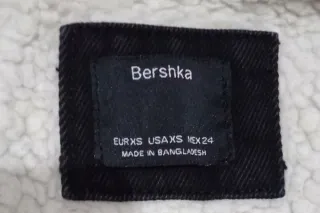 Bershka
EUR XS USA XS MEX 24
MADE IN BANGLADESH